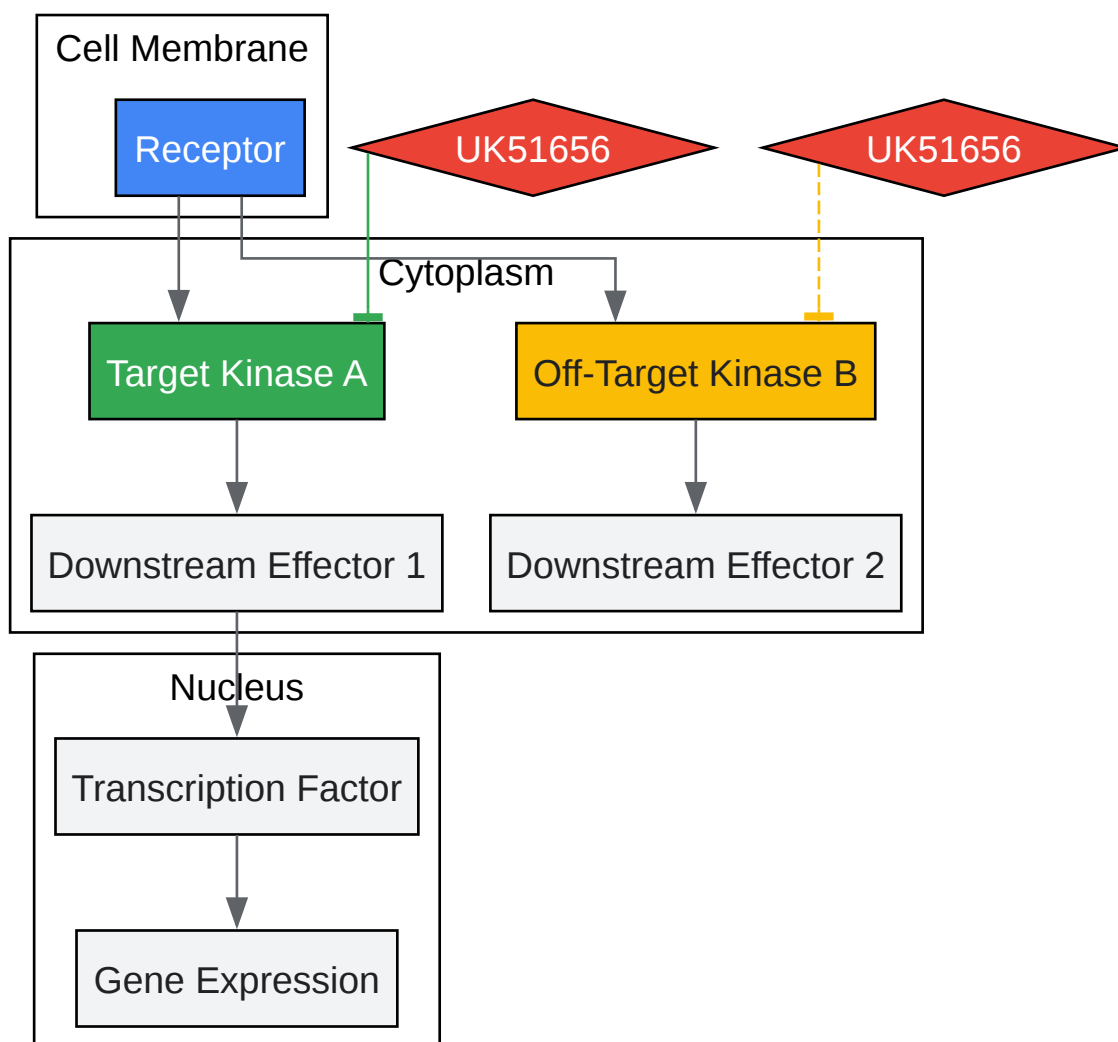 Cell Membrane
Receptor
UK51656
UK51656
Cytoplasm
Target Kinase A
Off-Target Kinase B
Downstream Effector 1
Downstream Effector 2
Nucleus
Transcription Factor
Gene Expression